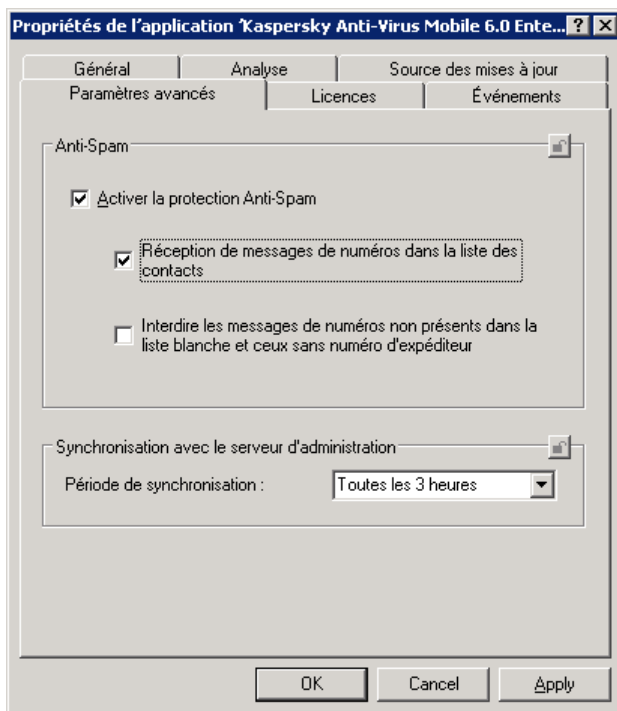 Propriétés de l'application 'Kaspersky Anti-Virus Mobile 6.0 Ente...
Général Analyse Source des mises à jour
Paramètres avancés Licences Événements
Anti-Spam
Activer la protection Anti-Spam
Réception de messages de numéros dans la liste des
contacts
Interdire les messages de numéros non présents dans la
liste blanche et ceux sans numéro d'expéditeur
Synchronisation avec le serveur d'administration
Période de synchronisation : Toutes les 3 heures
OK Cancel Apply